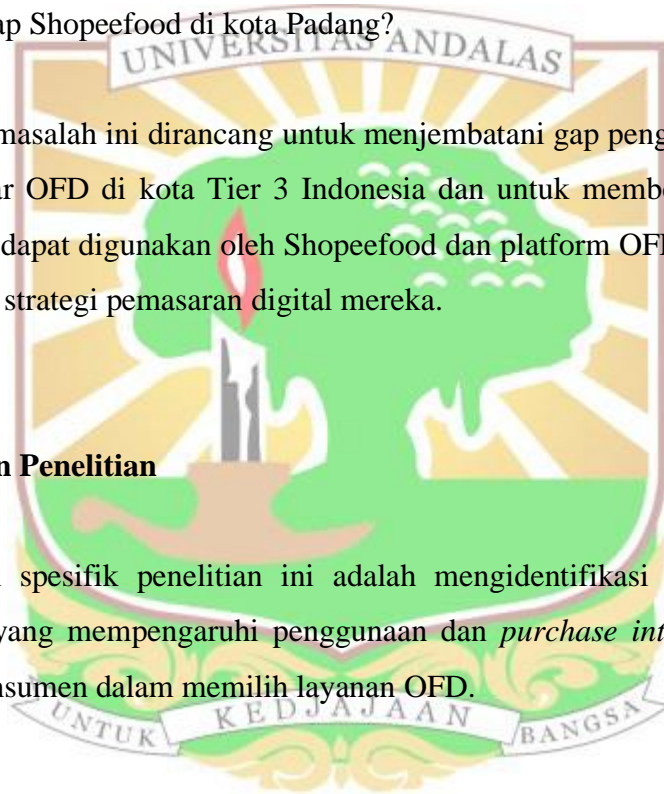 ap Shopeefood di kota Padang?
UNIVERSITAS ANDALAS
masalah ini dirancang untuk menjembatani gap peng
ar OFD di kota Tier 3 Indonesia dan untuk membe
dapat digunakan oleh Shopeefood dan platform OF
strategi pemasaran digital mereka.
n Penelitian
spesifik penelitian ini adalah mengidentifikasi
yang mempengaruhi penggunaan dan purchase int
nsumen dalam memilih layanan OFD.
UNTUK KEDJAJAAN BANGSA